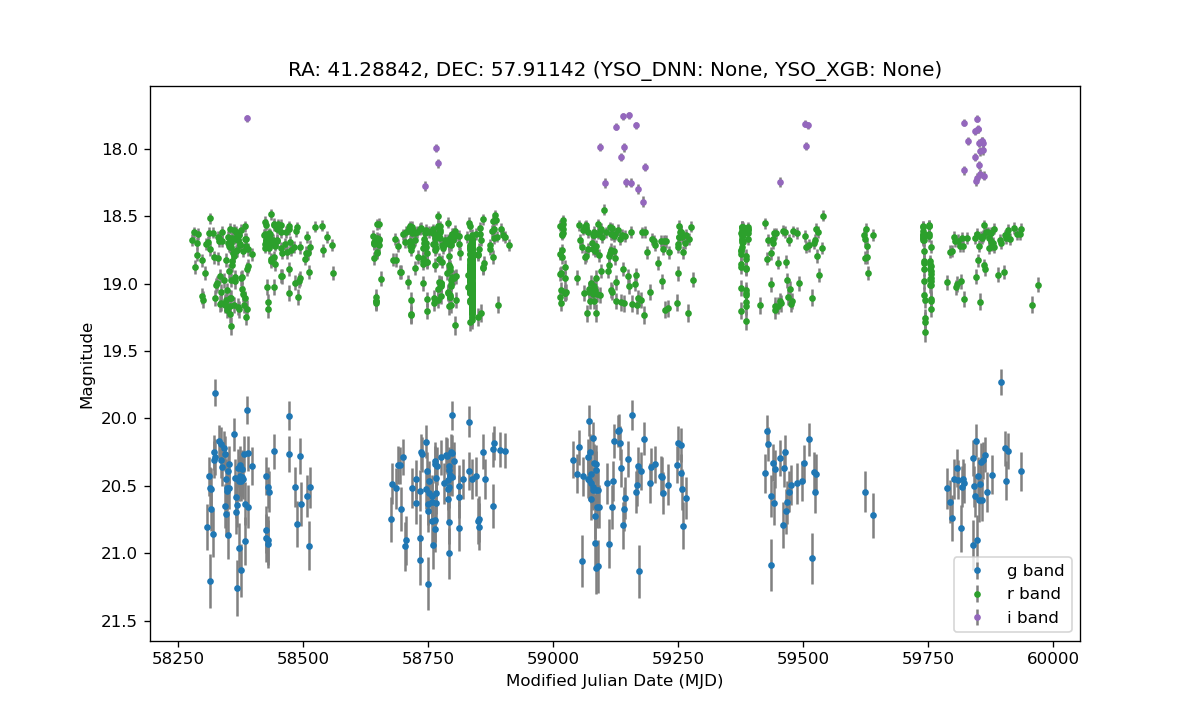 RA: 41.28842, DEC: 57.91142 (YSO_DNN: None, YSO_XGB: None)
Magnitude
18.0
18.5
19.0
19.5
20.0
20.5
21.0
21.5
g band
r band
i band
58250 58500 58750 59000 59250 59500 59750 60000
Modified Julian Date (MJD)